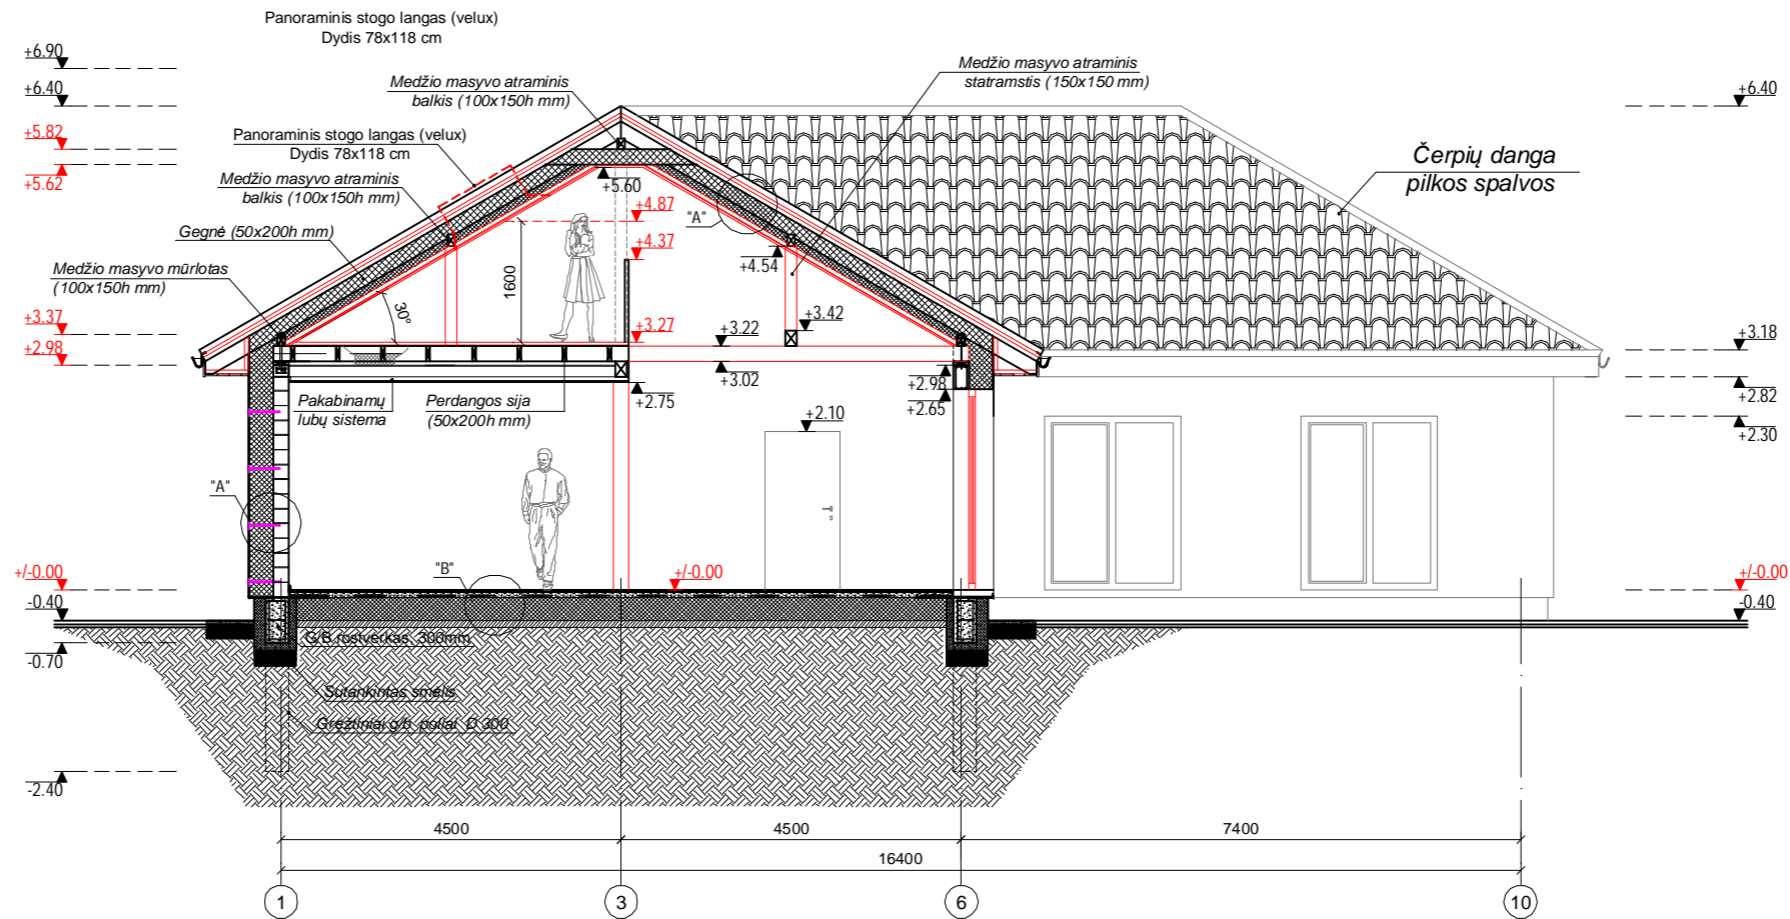 Panoraminis stogo langas (velux)
Dydis 78x118 cm
+6.90
+6.40
+5.82
+5.62
+3.37
+2.98
+/-0.00
-0.40
-0.70
-2.40
Medžio masyvo atraminis
balkis (100x150h mm)
Panoraminis stogo langas (velux)
Dydis 78x118 cm
Medžio masyvo atraminis
balkis (100x150h mm)
Gegnė (50x200h mm)
Medžio masyvo mūrlotas
(100x150h mm)
Medžio masyvo atraminis
statramstis (150x150 mm)
Čerpių danga
pilkos spalvos
+5.60
+4.87
+4.37
"A"
+4.54
1600
30°
+3.27
+3.22
+3.42
+3.02
+2.98
+2.75
+2.65
Pakabinamų
lubų sistema
Perdangos sija
(50x200h mm)
+2.10
"A"
"B"
+/-0.00
G/B rostverkas, 300mm
Sutankintas smėlis
Gręžtiniai g/b poliai D 300
+6.40
+3.18
+2.82
+2.30
+/-0.00
-0.40
4500
4500
7400
16400
1
3
6
10